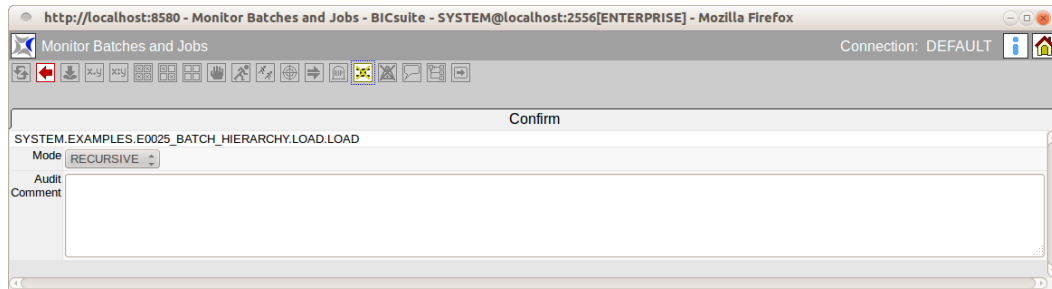 http://localhost:8580 - Monitor Batches and Jobs - BICsuite - SYSTEM@localhost:2556[ENTERPRISE] - Mozilla Firefox
Monitor Batches and Jobs
Connection: DEFAULT
x.y x:y RIP
Confirm
SYSTEM.EXAMPLES.E0025_BATCH_HIERARCHY.LOAD.LOAD
Mode RECURSIVE
Audit
Comment